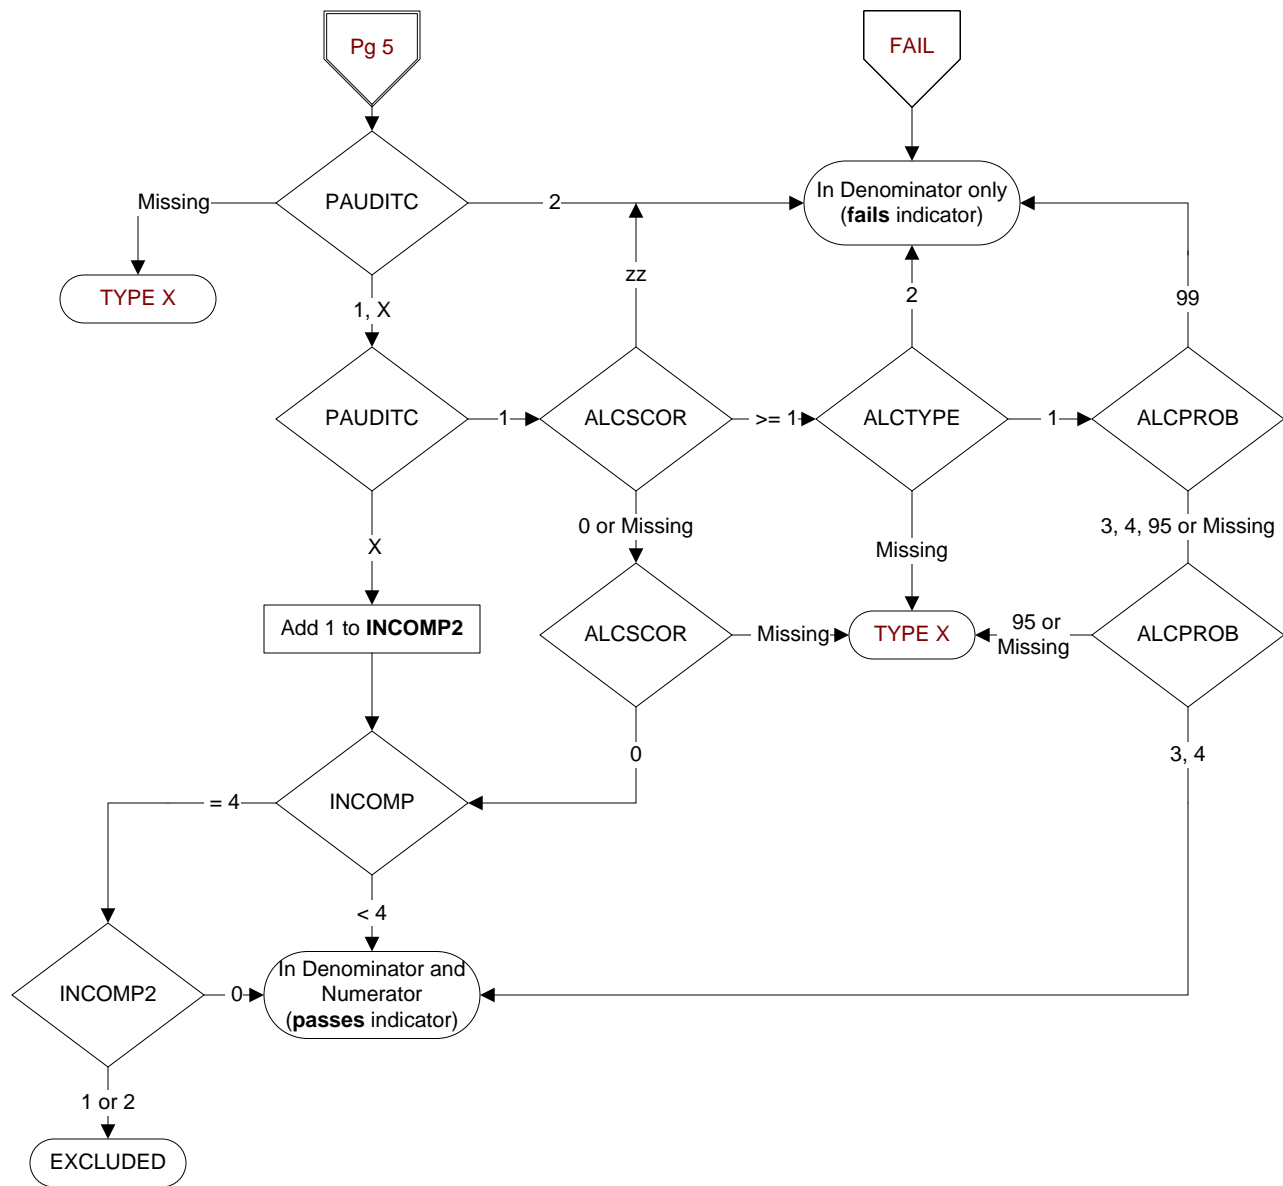 Pg 5
FAIL
Missing
PAUDITC
2
In Denominator only
(fails indicator)
TYPE X
zz
2
99
1, X
PAUDITC
1
ALCSCOR
>= 1
ALCTYPE
1
ALCPROB
0 or Missing
3, 4, 95 or Missing
X
Missing
Add 1 to INCOMP2
ALCSCOR
Missing
TYPE X
95 or
Missing
ALCPROB
0
3, 4
= 4
INCOMP
< 4
INCOMP2
0
In Denominator and
Numerator
(passes indicator)
1 or 2
EXCLUDED